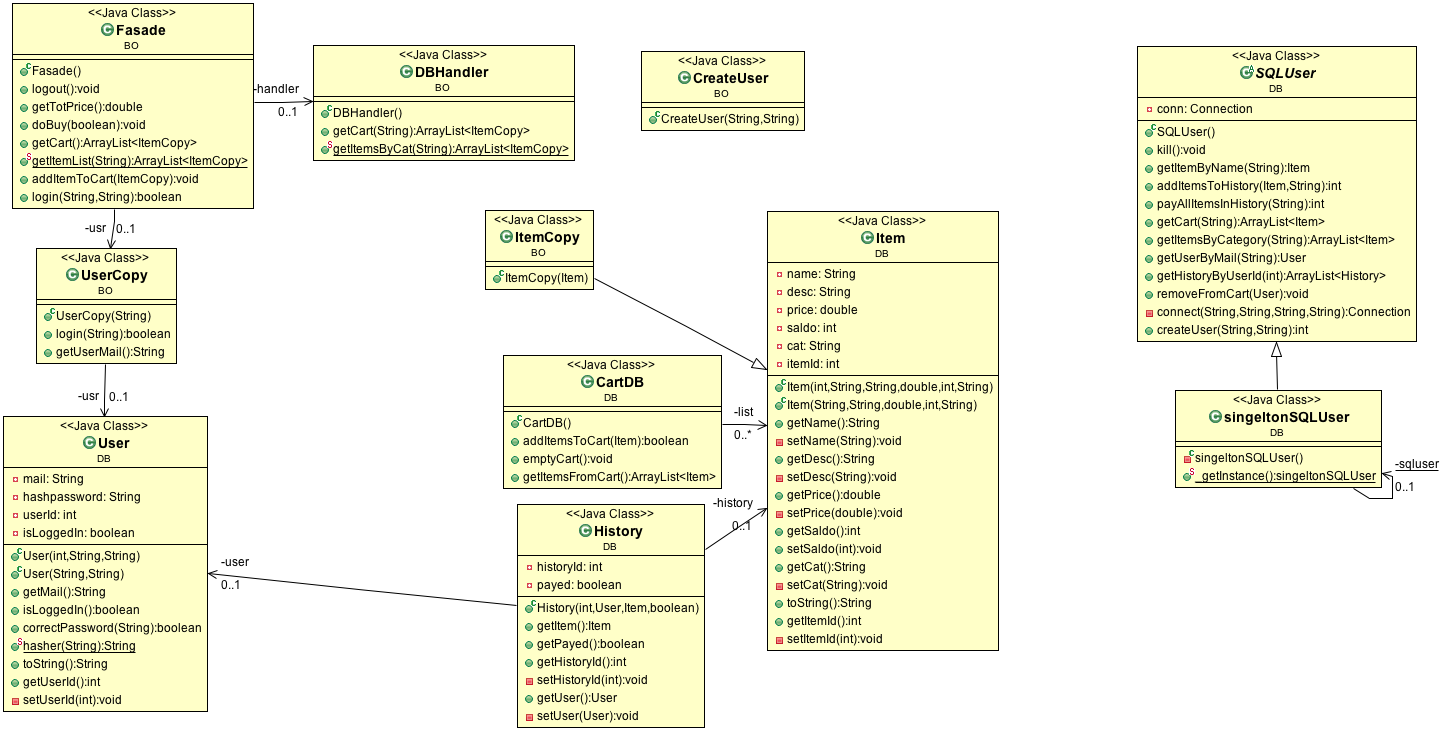 <<Java Class>>
Fasade
BO
Fasade()
logout():void
getTotPrice():double
doBuy(boolean):void
getCart():ArrayList<ItemCopy>
getItemList(String):ArrayList<ItemCopy>
addItemToCart(ItemCopy):void
login(String,String):boolean
-handler
0..1
<<Java Class>>
DBHandler
BO
DBHandler()
getCart(String):ArrayList<ItemCopy>
getItemsByCat(String):ArrayList<ItemCopy>
<<Java Class>>
CreateUser
BO
CreateUser(String,String)
<<Java Class>>
SQLUser
DB
conn: Connection
SQLUser()
kill():void
getItemByName(String):Item
addItemsToHistory(Item,String):int
payAllItemsInHistory(String):int
getCart(String):ArrayList<Item>
getItemsByCategory(String):ArrayList<Item>
getUserByMail(String):User
getHistoryByUserId(int):ArrayList<History>
removeFromCart(User):void
connect(String,String,String,String):Connection
createUser(String,String):int
-usr
0..1
<<Java Class>>
UserCopy
BO
UserCopy(String)
login(String):boolean
getUserMail():String
<<Java Class>>
ItemCopy
BO
ItemCopy(Item)
<<Java Class>>
Item
DB
name: String
desc: String
price: double
saldo: int
cat: String
itemId: int
Item(int,String,String,double,int,String)
Item(String,String,double,int,String)
getName():String
setName(String):void
getDesc():String
setDesc(String):void
getPrice():double
setPrice(double):void
getSaldo():int
setSaldo(int):void
getCat():String
setCat(String):void
toString():String
getItemId():int
setItemId(int):void
<<Java Class>>
CartDB
DB
CartDB()
addItemsToCart(Item):boolean
emptyCart():void
getItemsFromCart():ArrayList<Item>
-list
0..*
<<Java Class>>
singeltonSQLUser
DB
singeltonSQLUser()
_getInstance():singeltonSQLUser
-sqluser
0..1
-usr
0..1
<<Java Class>>
User
DB
mail: String
hashpassword: String
userId: int
isLoggedIn: boolean
User(int,String,String)
User(String,String)
getMail():String
isLoggedIn():boolean
correctPassword(String):boolean
hasher(String):String
toString():String
getUserId():int
setUserId(int):void
-user
0..1
<<Java Class>>
History
DB
historyId: int
payed: boolean
History(int,User,Item,boolean)
getItem():Item
getPayed():boolean
getHistoryId():int
setHistoryId(int):void
getUser():User
setUser(User):void
-history
0..1